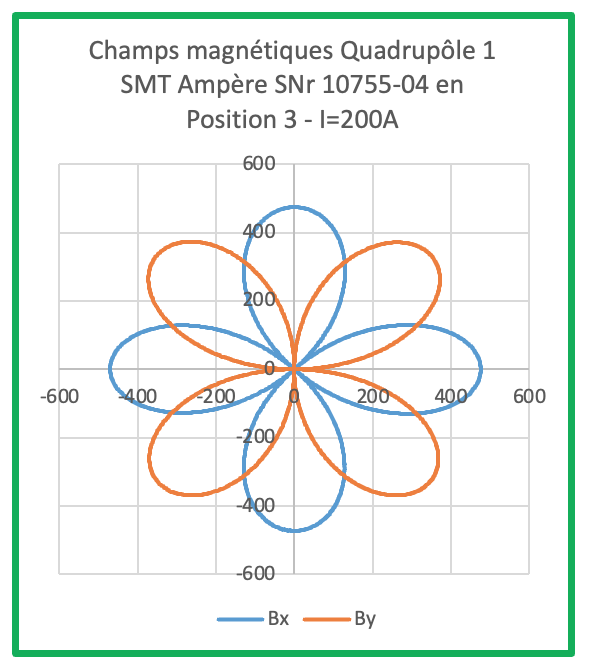 Champs magnétiques Quadrupôle 1
SMT Ampère SNr 10755-04 en
Position 3 - I=200A
600
400
200
0
-600 -400 -200 0 200 400 600
-200
-400
-600
Bx By